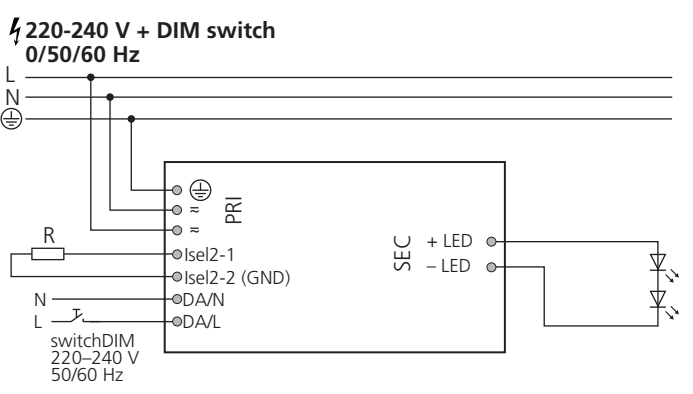 220-240 V + DIM switch
0/50/60 Hz
L
N
PRI
≈
≈
R
Isel2-1
Isel2-2 (GND)
N
DA/N
L
DA/L
switchDIM
220–240 V
50/60 Hz
SEC
+ LED
– LED